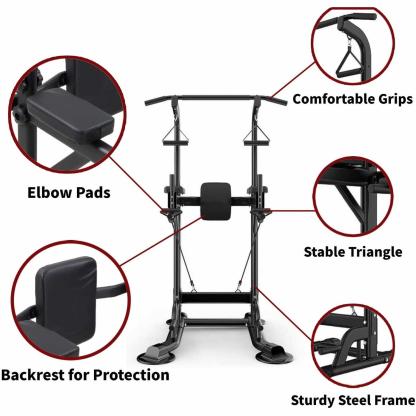 Comfortable Grips
Elbow Pads
Stable Triangle
Backrest for Protection
Sturdy Steel Frame